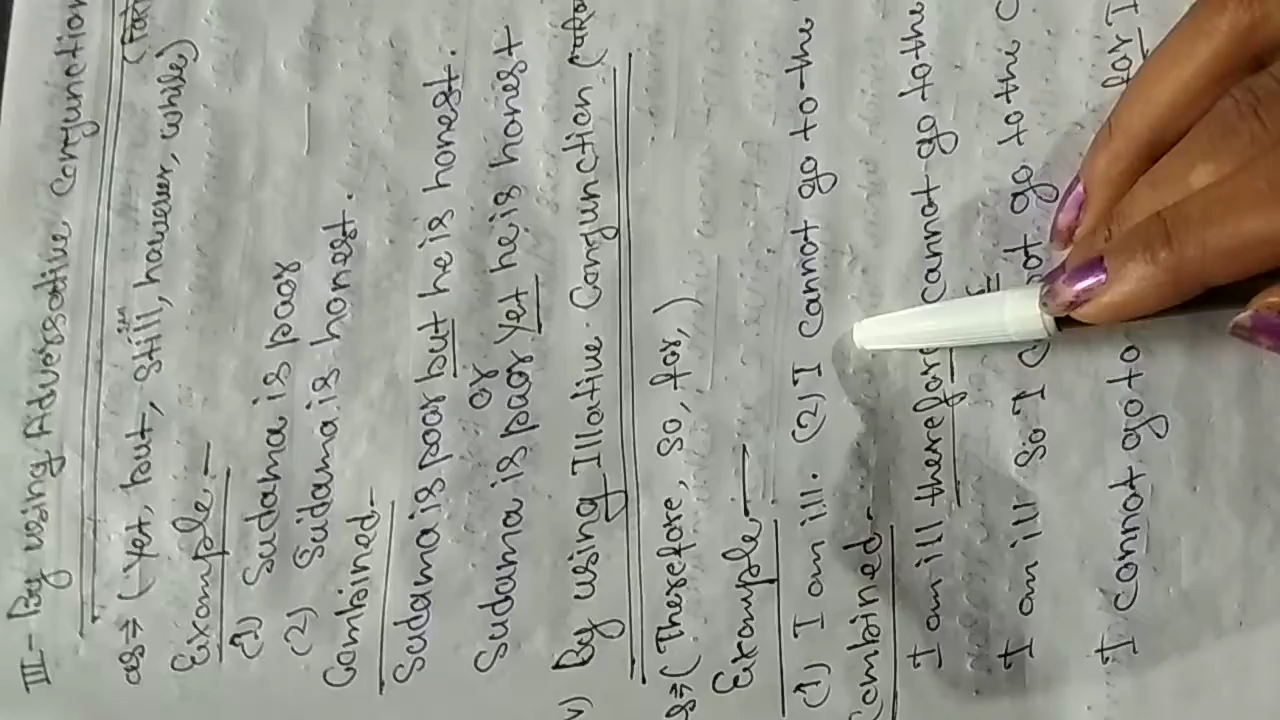 III- By using Adversative Conjunction
as⇒ (Yet, but, still, however, while)
Example-
(1) Sudama is poor
(2) Sudama is honest.
Combined-
Sudama is poor but he is honest.
or
Sudama is poor yet he is honest
v) By using Illative Conjunction
s⇒ (Therefore, so, for,)
Example-
(1) I am ill. (2) I cannot go to the
Combined-
I am ill therefore cannot go to the
I am ill so I c not go to the c
I cannot go to for I